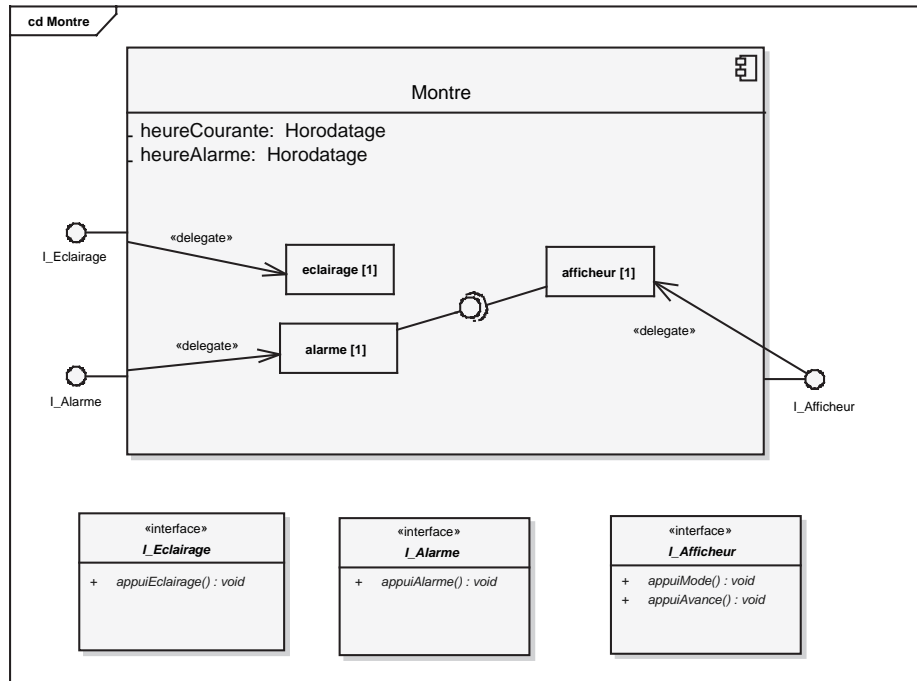 cd Montre
Montre
- heureCourante: Horodatage
- heureAlarme: Horodatage
I_Eclairage
«delegate»
eclairage [1]
afficheur [1]
«delegate»
I_Alarme
«delegate»
alarme [1]
I_Afficheur
«interface»
I_Eclairage
+ appuiEclairage() : void
«interface»
I_Alarme
+ appuiAlarme() : void
«interface»
I_Afficheur
+ appuiMode() : void
+ appuiAvance() : void